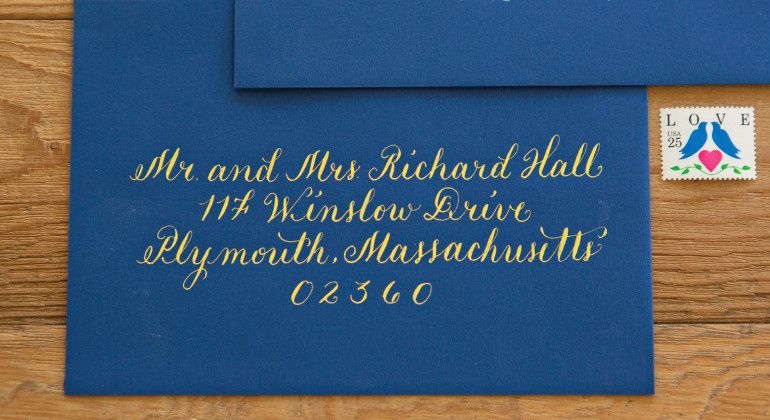 Mr. and Mrs. Richard Hall
117 Winslow Drive
Plymouth, Massachusetts
02360
LOVE
USA
25